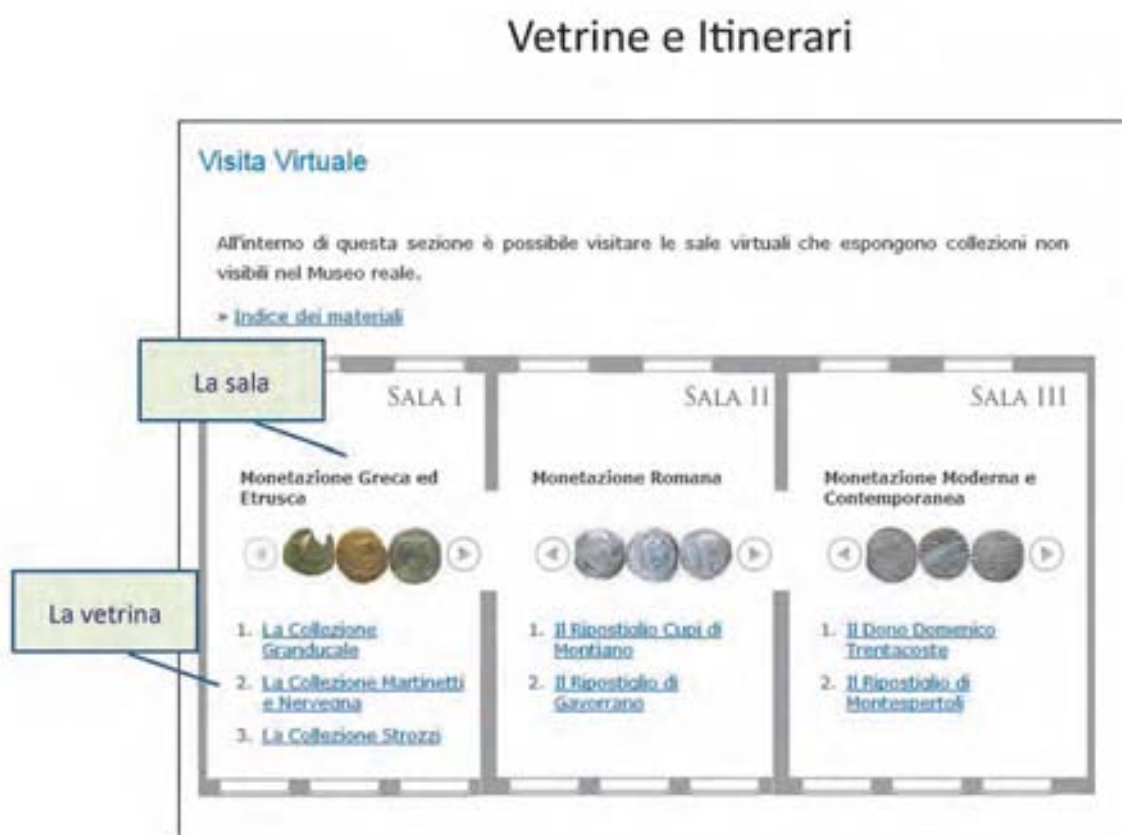 Vetrine e Itinerari
Visita Virtuale
All'interno di questa sezione è possibile visitare le sale virtuali che espongono collezioni non
visibili nel Museo reale.
» Indice dei materiali
La sala
SALA I
Monetazione Greca ed
Etrusca
La vetrina
1. La Collezione
Granducale
2. La Collezione Martinetti
e Nervegna
3. La Collezione Strozzi
SALA II
Monetazione Romana
1. Il Ripostiglio Cupi di
Montiano
2. Il Ripostiglio di
Gavorrano
SALA III
Monetazione Moderna e
Contemporanea
1. Il Dono Domenico
Trentacoste
2. Il Ripostiglio di
Montespertoli